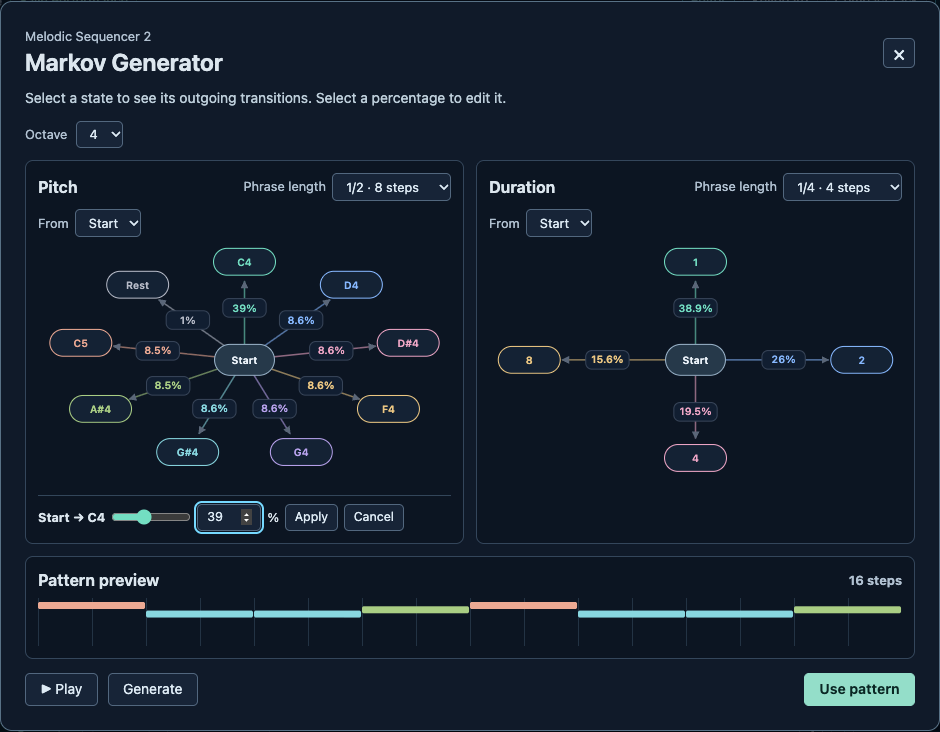 Melodic Sequencer 2
Markov Generator
×
Select a state to see its outgoing transitions. Select a percentage to edit it.
Octave 4
Pitch
Phrase length 1/2 · 8 steps
From Start
C4
Rest
D4
39%
1%
8.6%
C5
D#4
8.5%
Start
8.6%
8.5%
8.6%
A#4
8.6%
8.6%
F4
G#4
G4
Start → C4 39 % Apply Cancel
Duration
Phrase length 1/4 · 4 steps
From Start
1
38.9%
8
15.6%
Start
26%
2
19.5%
4
Pattern preview
16 steps
▶ Play
Generate
Use pattern